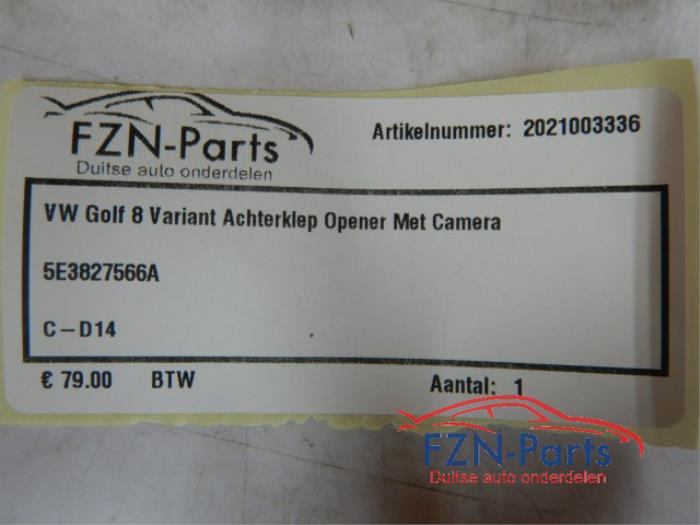 FZN-Parts
Duitse auto onderdelen
Artikelnummer: 2021003336
VW Golf 8 Variant Achterklep Opener Met Camera
5E3827566A
C-D14
€ 79.00 BTW Aantal: 1
FZN-Parts
Duitse auto onderdelen